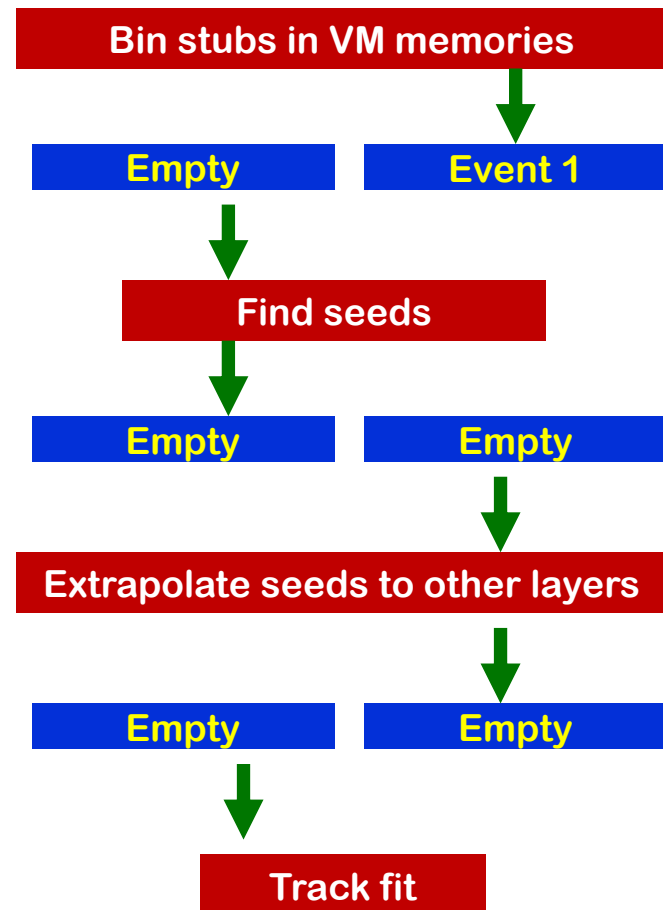 Bin stubs in VM memories
Empty
Event 1
Find seeds
Empty
Empty
Extrapolate seeds to other layers
Empty
Empty
Track fit